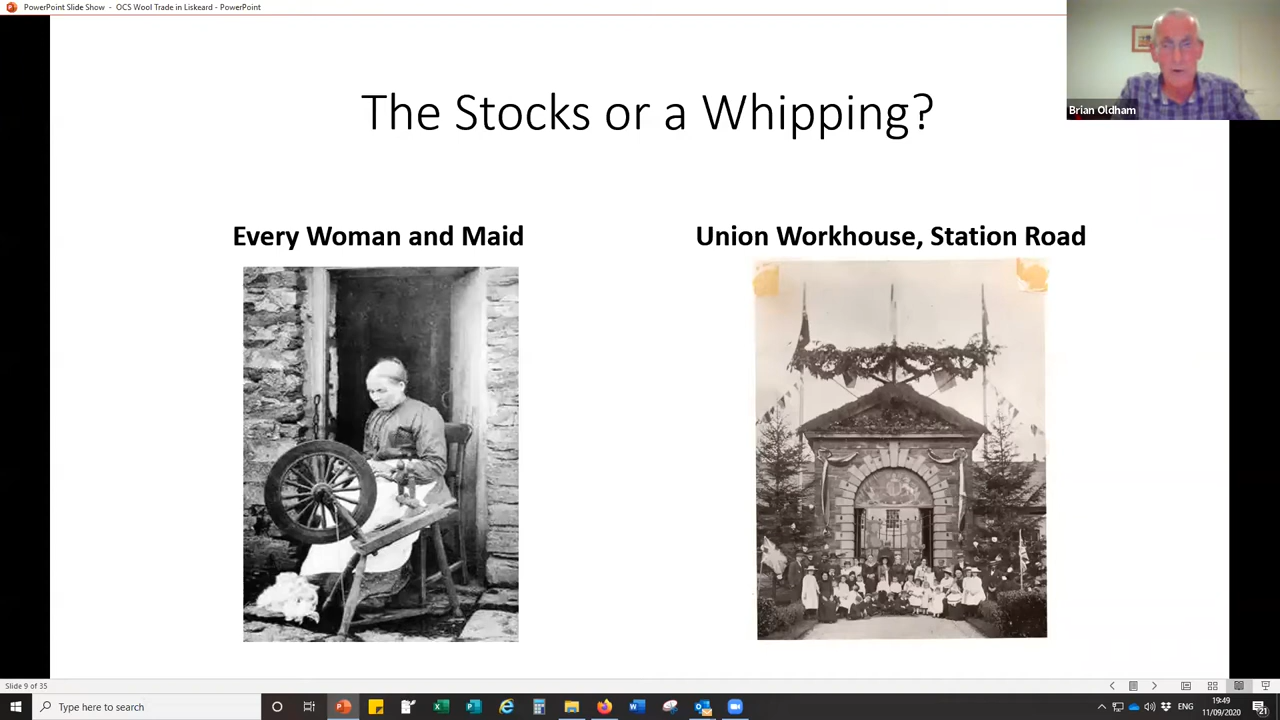 PowerPoint Slide Show - OCS Wool Trade in Liskeard - PowerPoint
Brian Oldham
The Stocks or a Whipping?
Every Woman and Maid
Union Workhouse, Station Road
Slide 9 of 35
Type here to search
ENG
19:49
11/09/2020
21